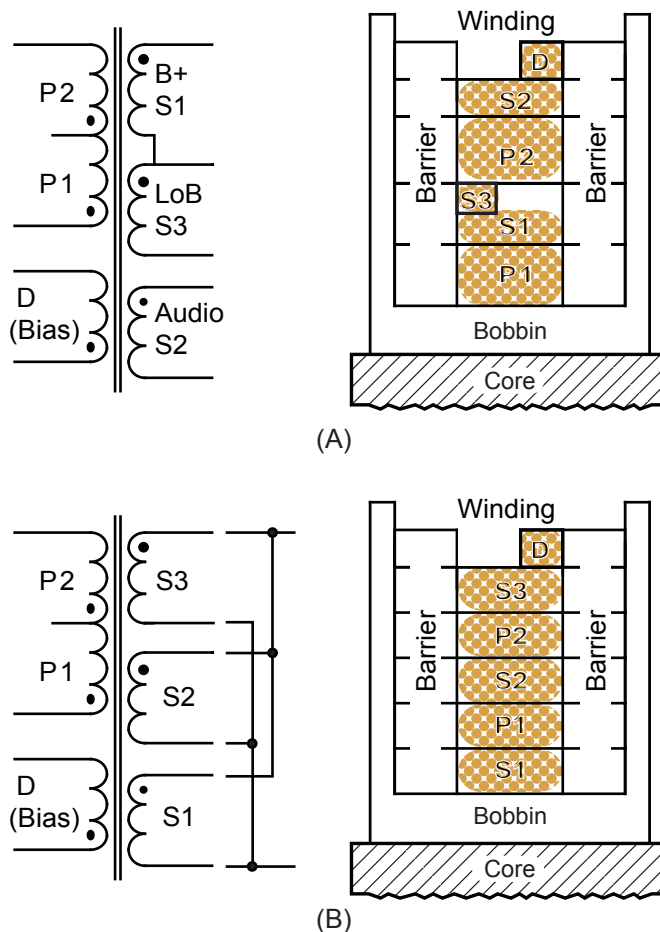 P2
P1
D
(Bias)
B+
S1
LoB
S3
Audio
S2
Winding
Barrier
D
S2
P2
S3
S1
P1
Barrier
Bobbin
Core
(A)
P2
P1
D
(Bias)
S3
S2
S1
Winding
Barrier
D
S3
P2
S2
P1
S1
Barrier
Bobbin
Core
(B)